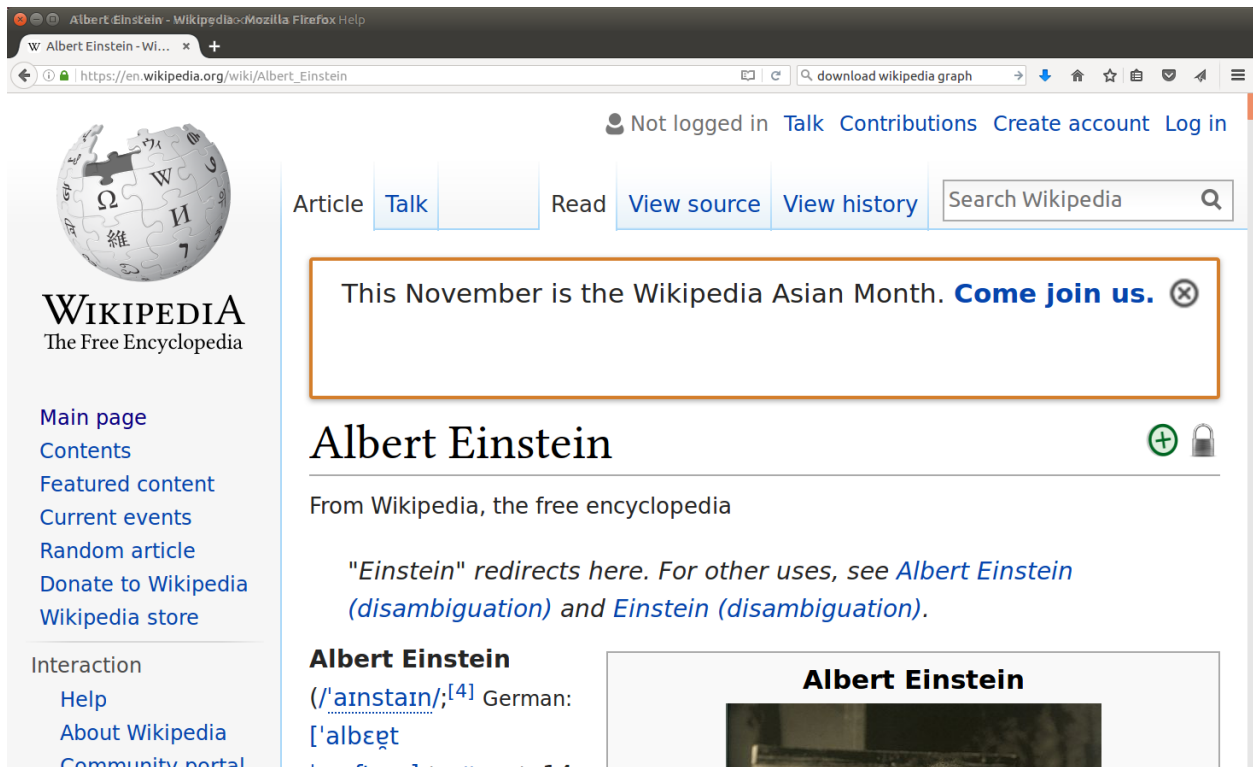 Albert Einstein - Wikipedia - Mozilla Firefox Help
W Albert Einstein - Wi... × +
https://en.wikipedia.org/wiki/Albert_Einstein
download wikipedia graph
Not logged in Talk Contributions Create account Log in
Article Talk Read View source View history Search Wikipedia
This November is the Wikipedia Asian Month. Come join us.
WIKIPEDIA
The Free Encyclopedia
Main page
Contents
Featured content
Current events
Random article
Donate to Wikipedia
Wikipedia store
Interaction
Help
About Wikipedia
Community portal
Albert Einstein
From Wikipedia, the free encyclopedia
"Einstein" redirects here. For other uses, see Albert Einstein
(disambiguation) and Einstein (disambiguation).
Albert Einstein
(/ˈaɪnstaɪn/;[4] German:
[ˈalbɛɐ̯t
Albert Einstein